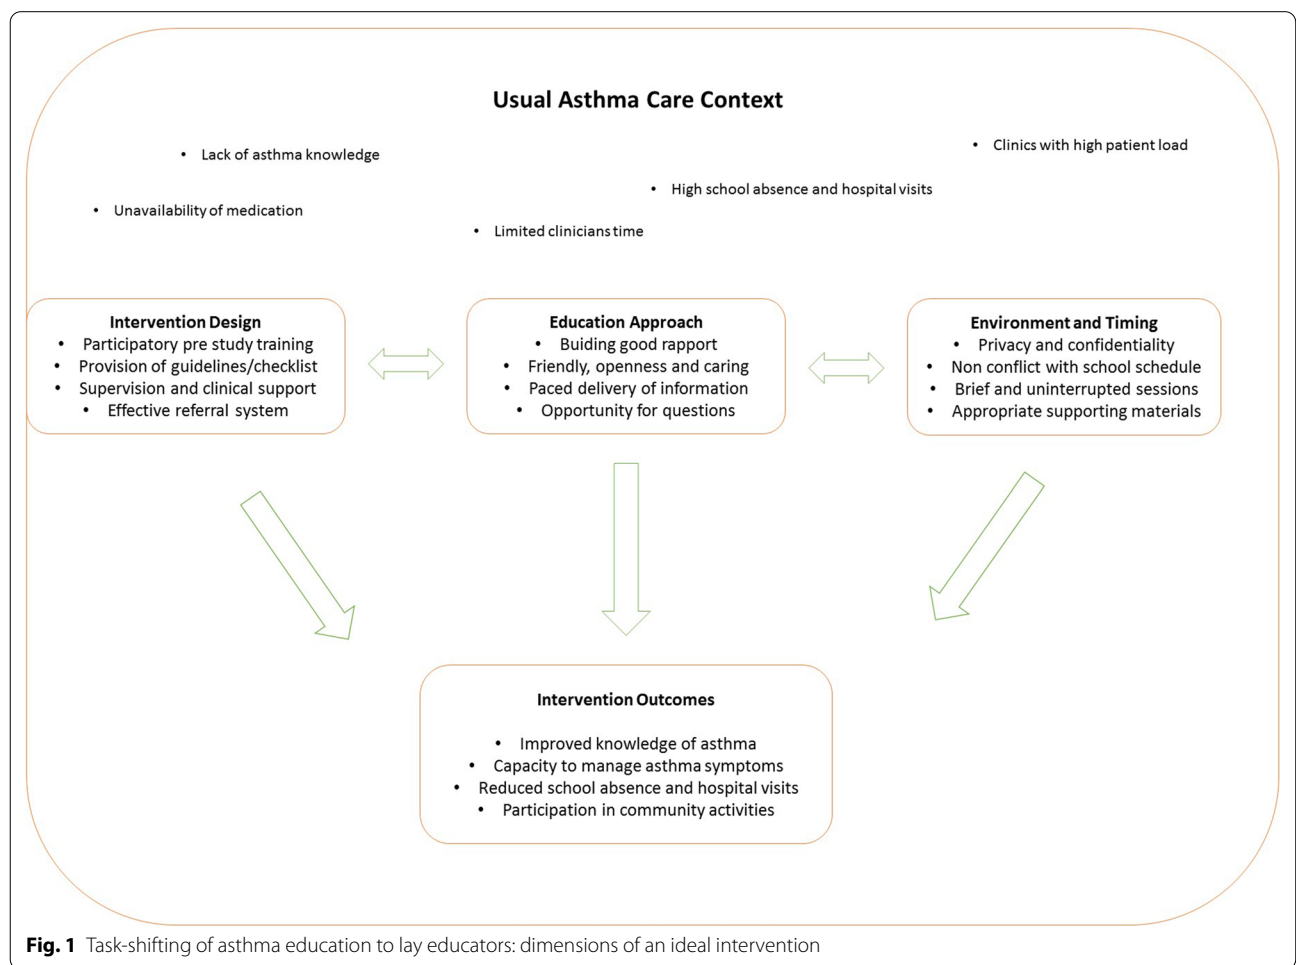 Usual Asthma Care Context
• Clinics with high patient load
• Lack of asthma knowledge
• High school absence and hospital visits
• Unavailability of medication
• Limited clinicians time
Intervention Design
• Participatory pre study training
• Provision of guidelines/checklist
• Supervision and clinical support
• Effective referral system
Education Approach
• Buiding good rapport
• Friendly, openness and caring
• Paced delivery of information
• Opportunity for questions
Environment and Timing
• Privacy and confidentiality
• Non conflict with school schedule
• Brief and uninterrupted sessions
• Appropriate supporting materials
Intervention Outcomes
• Improved knowledge of asthma
• Capacity to manage asthma symptoms
• Reduced school absence and hospital visits
• Participation in community activities
Fig. 1 Task-shifting of asthma education to lay educators: dimensions of an ideal intervention